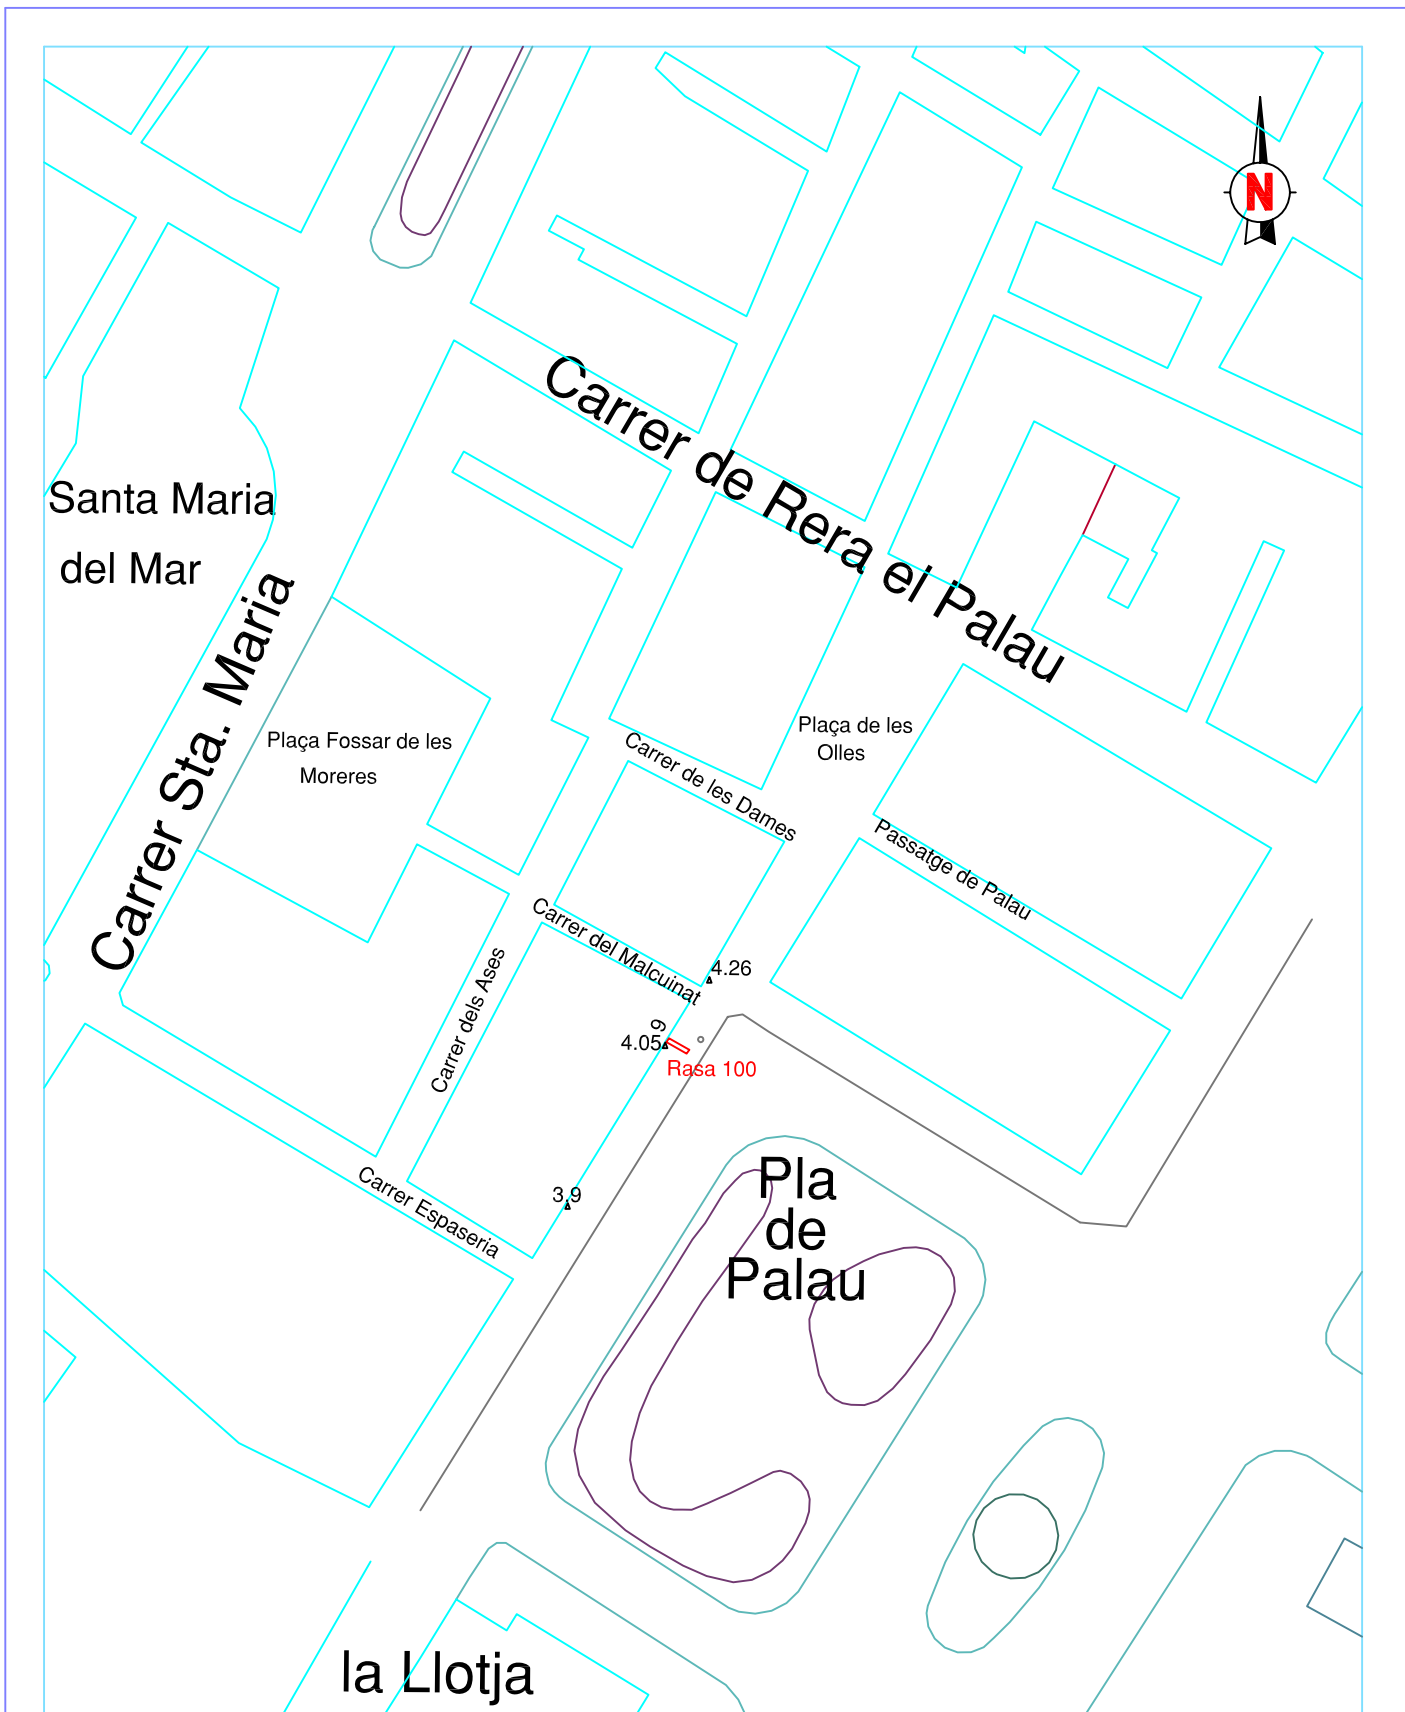 N
Carrer de Rera el Palau
Santa Maria
del Mar
Carrer Sta. Maria
Plaça Fossar de les
Moreres
Plaça de les
Olles
Carrer de les Dames
Passatge de Palau
Carrer del Malcuinat
Carrer dels Ases
4.26
9
4.05
Rasa 100
Carrer Espaseria
3.9
Pla
de
Palau
la Llotja